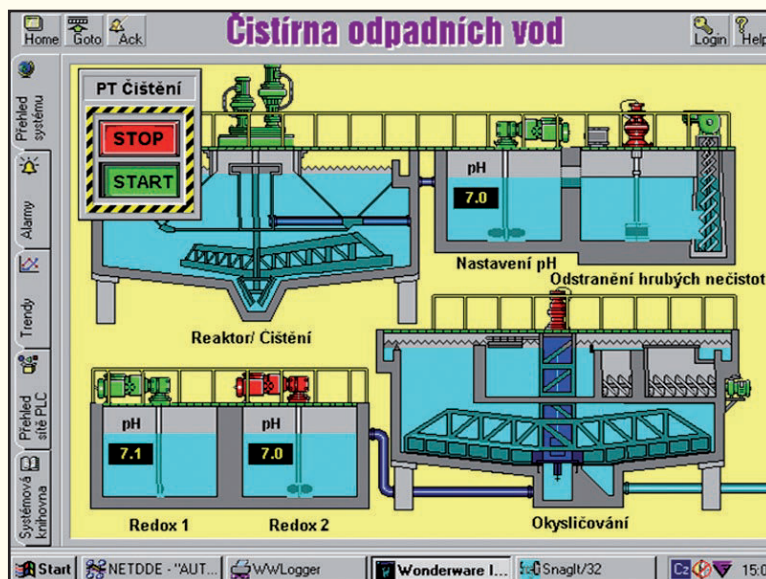 Home
Goto
Ack
Čistírna odpadních vod
Login
Help
Přehled
systému
Alarmy
Trendy
Přehled
sítě PLC
Systémová
knihovna
PT Čištění
STOP
START
pH
7.0
Nastavení pH
Odstranění hrubých nečistot
Reaktor/ Čištění
pH
7.1
pH
7.0
Redox 1
Redox 2
Okysličování
Start
NETDDE - "AUT...
WWLogger
Wonderware I...
SnagIt/32
Cz